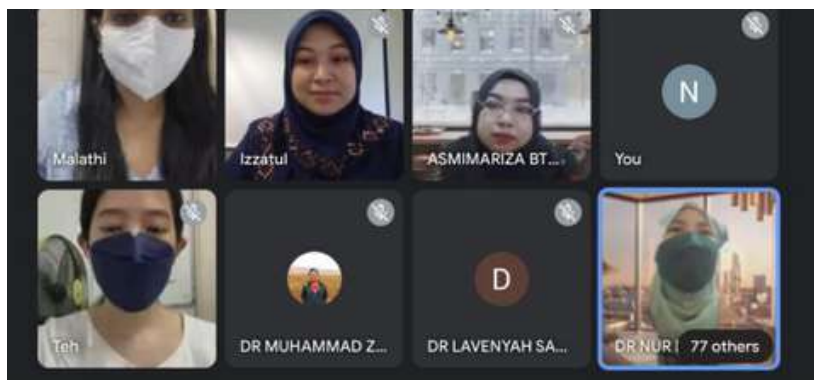 Malathi
Izzatul
ASMIMARIZA BT...
N
You
Teh
DR MUHAMMAD Z...
D
DR LAVENYAH SA...
DR NUR
77 others